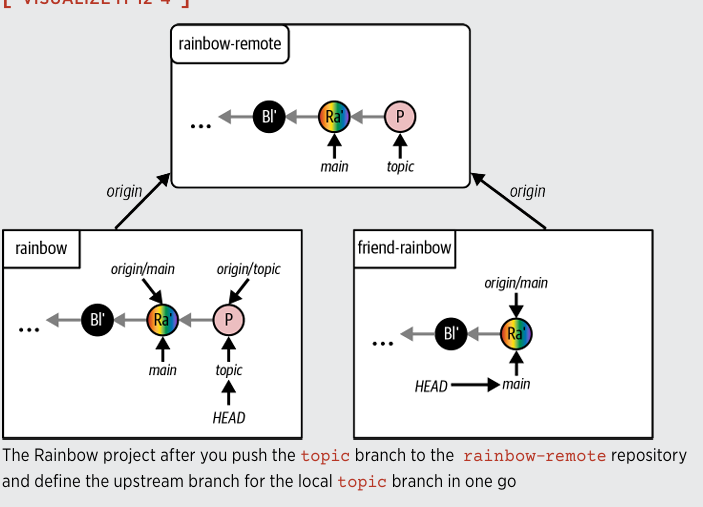 [ VISUALIZE IT 12-4 ]
rainbow-remote
...
Bl'
Ra'
P
main
topic
origin
origin
rainbow
origin/main
origin/topic
...
Bl'
Ra'
P
main
topic
HEAD
friend-rainbow
origin/main
...
Bl'
Ra'
HEAD
main
The Rainbow project after you push the topic branch to the rainbow-remote repository
and define the upstream branch for the local topic branch in one go